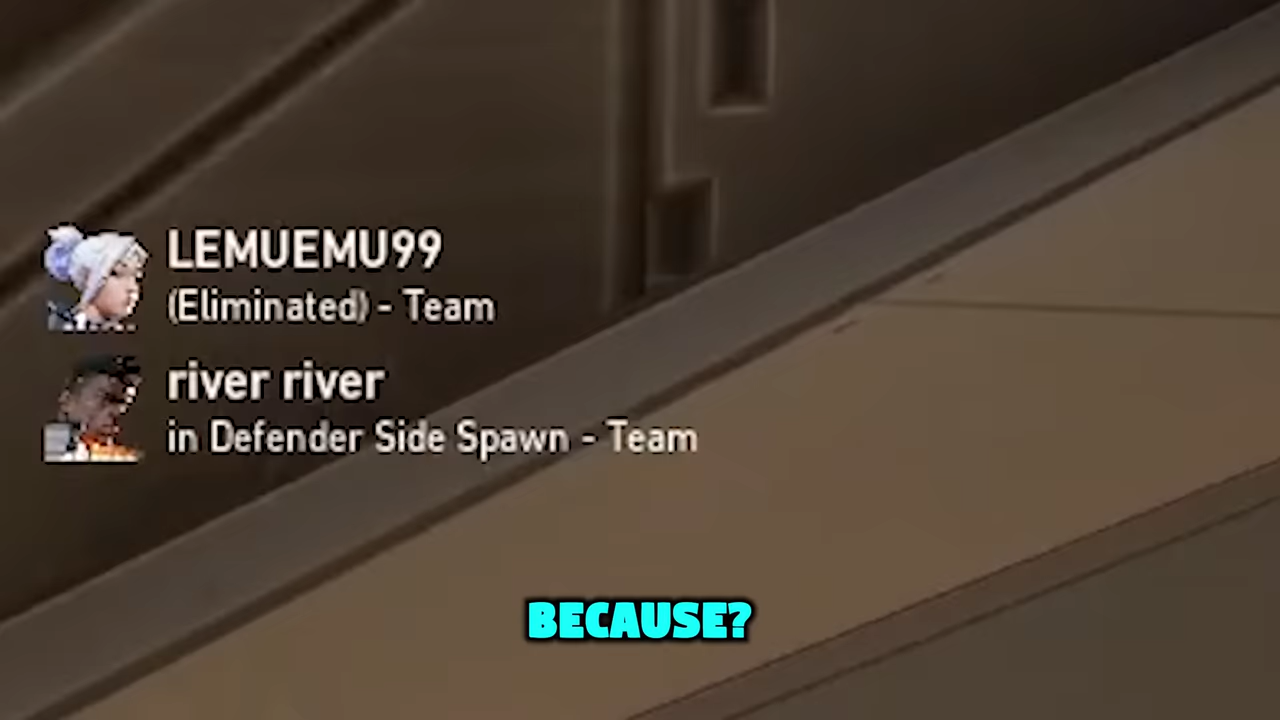 LEMUEMU99
(Eliminated) - Team
river river
in Defender Side Spawn - Team
BECAUSE?